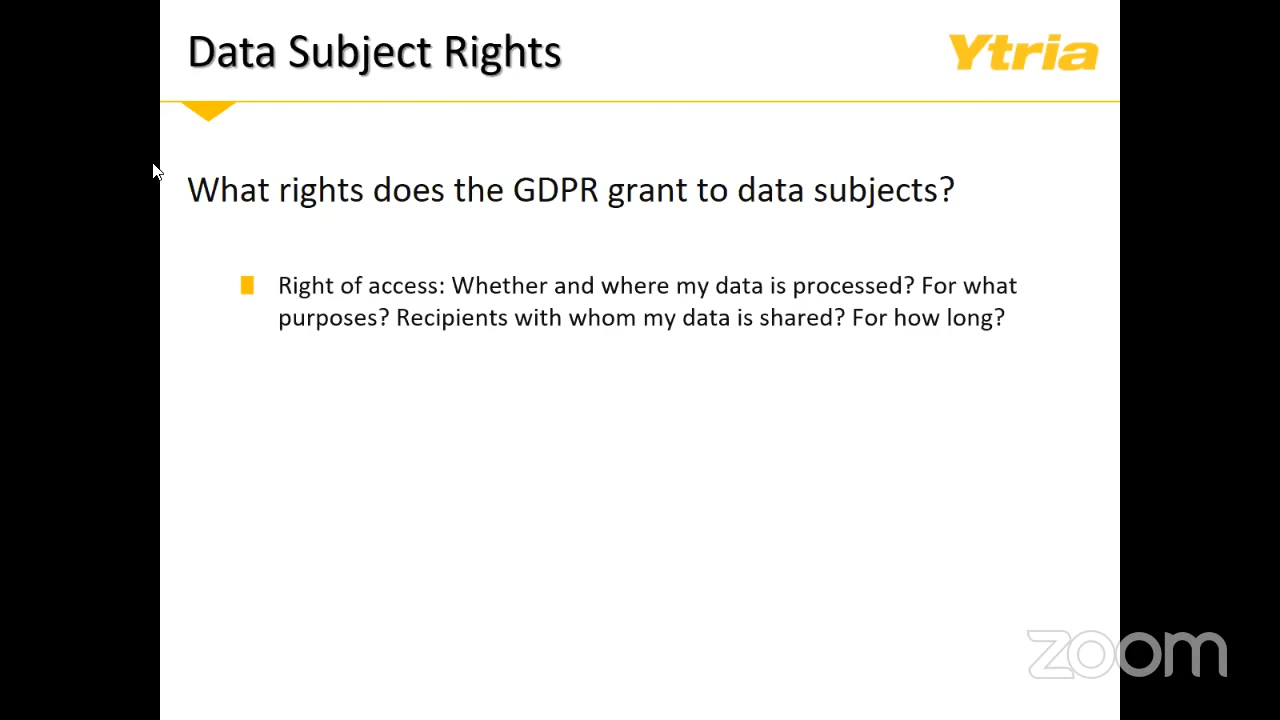 Data Subject Rights
Ytria
What rights does the GDPR grant to data subjects?
Right of access: Whether and where my data is processed? For what
purposes? Recipients with whom my data is shared? For how long?
zoom